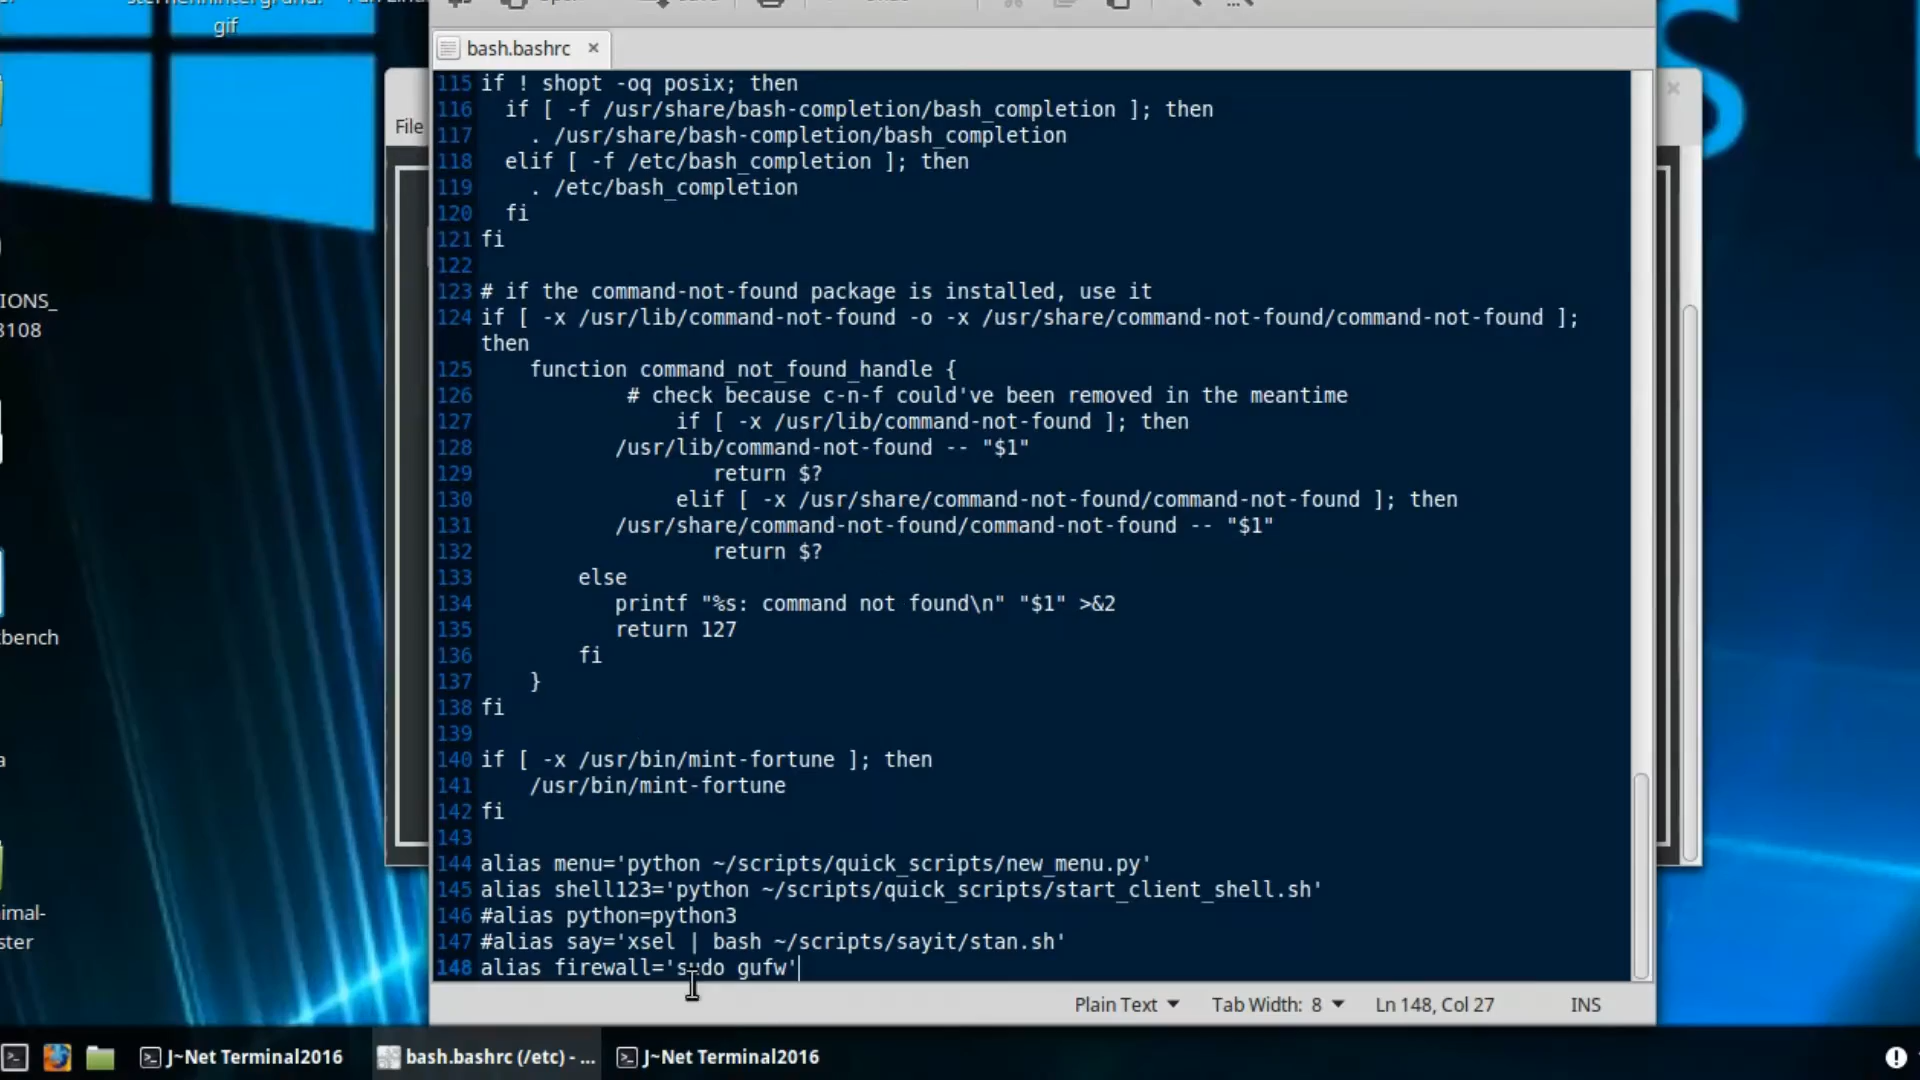 gif
bash.bashrc ×
File
115 if ! shopt -oq posix; then
116   if [ -f /usr/share/bash-completion/bash_completion ]; then
117     . /usr/share/bash-completion/bash_completion
118   elif [ -f /etc/bash_completion ]; then
119     . /etc/bash_completion
120   fi
121 fi
122
123 # if the command-not-found package is installed, use it
124 if [ -x /usr/lib/command-not-found -o -x /usr/share/command-not-found/command-not-found ];
then
125     function command_not_found_handle {
126             # check because c-n-f could've been removed in the meantime
127                 if [ -x /usr/lib/command-not-found ]; then
128            /usr/lib/command-not-found -- "$1"
129                    return $?
130                 elif [ -x /usr/share/command-not-found/command-not-found ]; then
131            /usr/share/command-not-found/command-not-found -- "$1"
132                    return $?
133         else
134            printf "%s: command not found\n" "$1" >&2
135            return 127
136         fi
137     }
138 fi
139
140 if [ -x /usr/bin/mint-fortune ]; then
141     /usr/bin/mint-fortune
142 fi
143
144 alias menu='python ~/scripts/quick_scripts/new_menu.py'
145 alias shell123='python ~/scripts/quick_scripts/start_client_shell.sh'
146 #alias python=python3
147 #alias say='xsel | bash ~/scripts/sayit/stan.sh'
148 alias firewall='sudo gufw'
IONS_
8108
bench
imal-
ster
Plain Text Tab Width: 8 Ln 148, Col 27 INS
J~Net Terminal2016 bash.bashrc (/etc) - ... J~Net Terminal2016